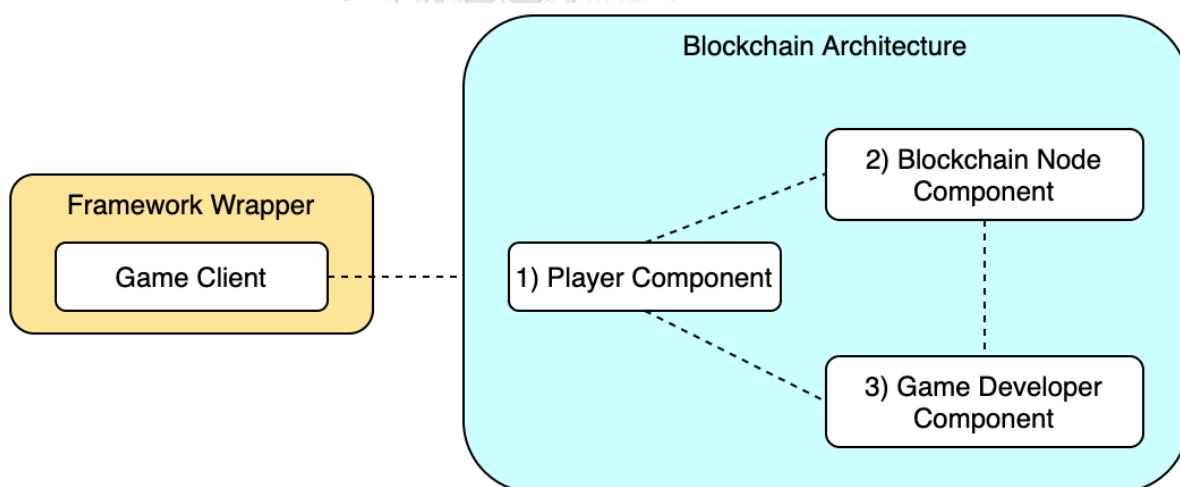 Blockchain Architecture
2) Blockchain Node
Component
Framework Wrapper
Game Client
1) Player Component
3) Game Developer
Component